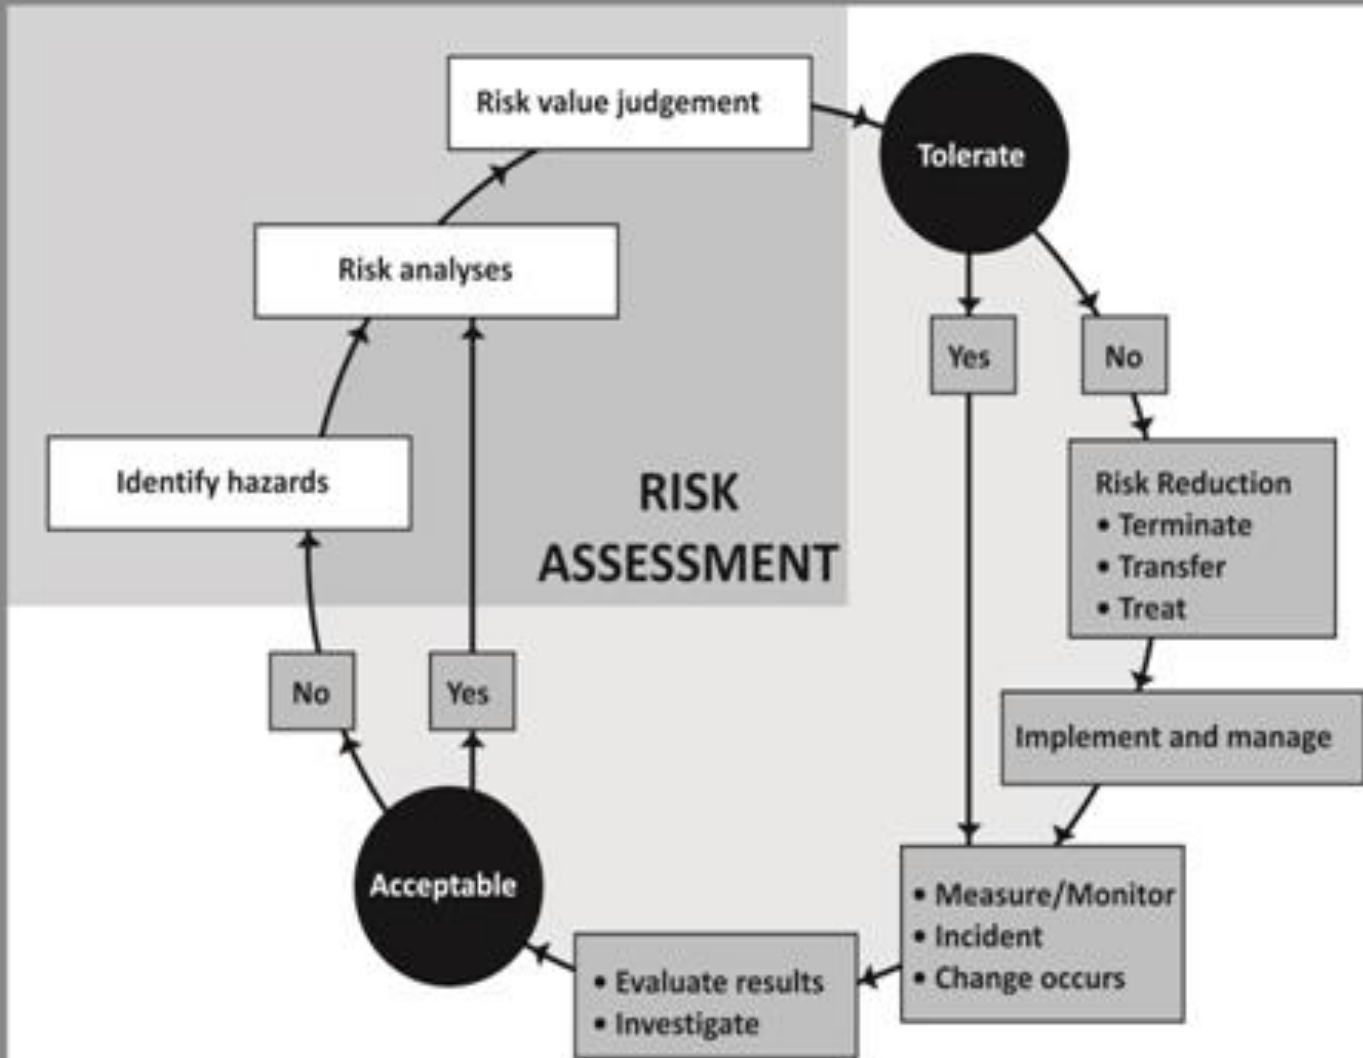 Risk value judgement
Tolerate
Risk analyses
Yes
No
Identify hazards
RISK
ASSESSMENT
Risk Reduction
• Terminate
• Transfer
• Treat
No
Yes
Implement and manage
Acceptable
• Measure/Monitor
• Incident
• Change occurs
• Evaluate results
• Investigate